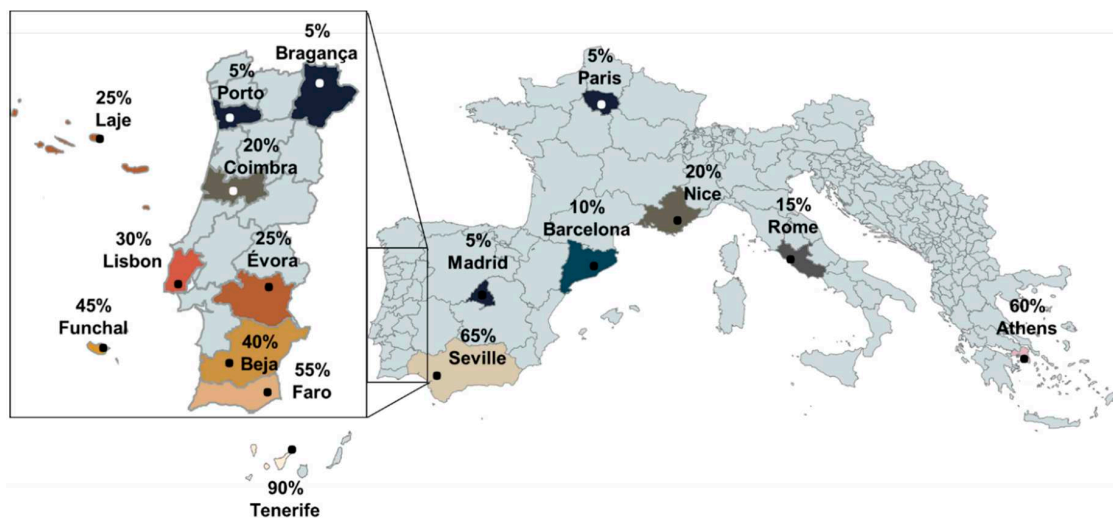 5%
Bragança
5%
Porto
25%
Laje
20%
Coimbra
30%
Lisbon
25%
Évora
45%
Funchal
40%
Beja
55%
Faro
5%
Paris
20%
Nice
10%
Barcelona
15%
Rome
5%
Madrid
65%
Seville
60%
Athens
90%
Tenerife